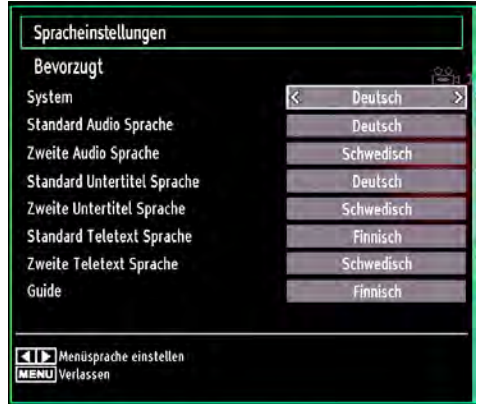 Spracheinstellungen
Bevorzugt
System < Deutsch >
Standard Audio Sprache Deutsch
Zweite Audio Sprache Schwedisch
Standard Untertitel Sprache Deutsch
Zweite Untertitel Sprache Schwedisch
Standard Teletext Sprache Finnisch
Zweite Teletext Sprache Schwedisch
Guide Finnisch
Menüsprache einstellen
MENU Verlassen